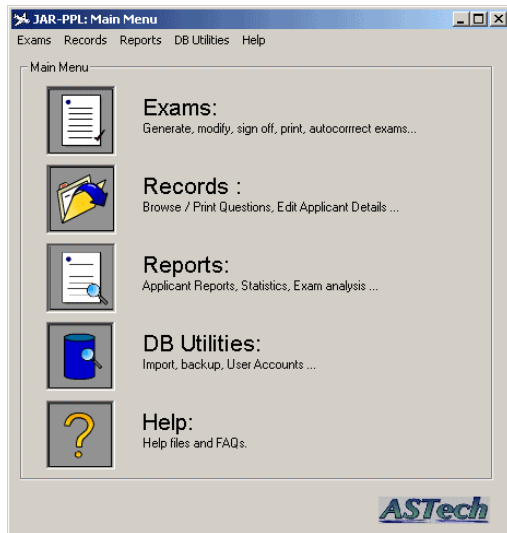 JAR-PPL: Main Menu
Exams Records Reports DB Utilities Help
Main Menu
Exams:
Generate, modify, sign off, print, autocorrrect exams...
Records :
Browse / Print Questions, Edit Applicant Details ...
Reports:
Applicant Reports, Statistics, Exam analysis ...
DB Utilities:
Import, backup, User Accounts ...
?
Help:
Help files and FAQs.
ASTech